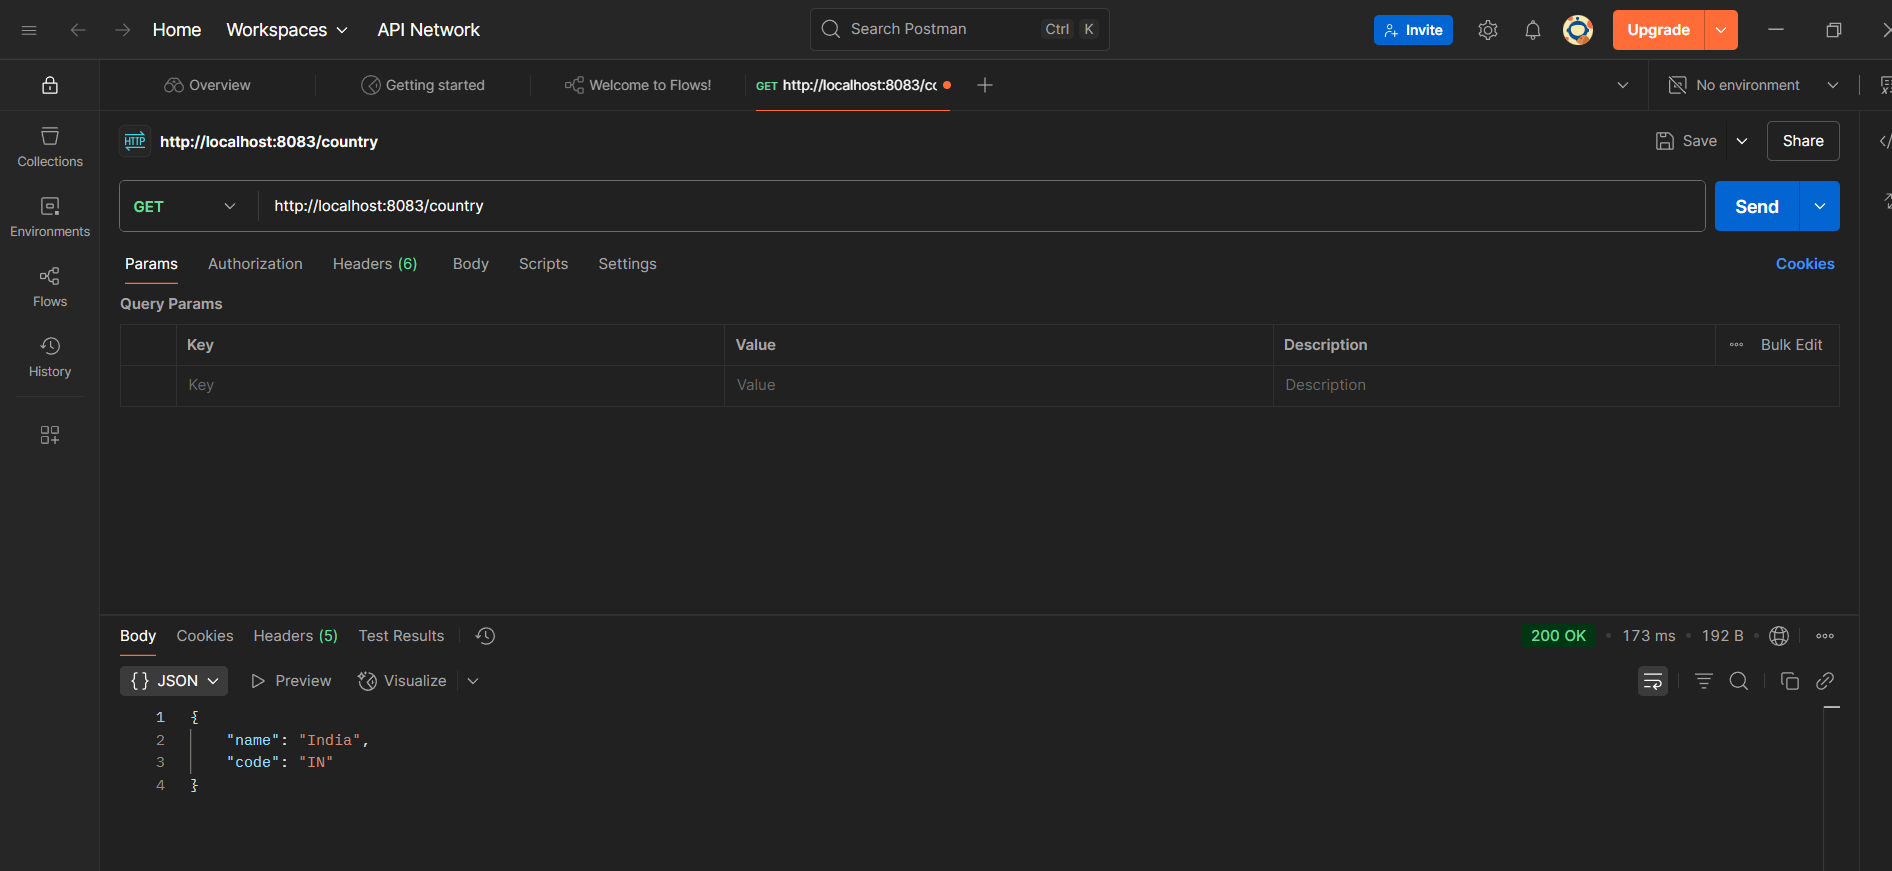 Home Workspaces API Network Search Postman Ctrl K Invite Upgrade
Overview Getting started Welcome to Flows! GET http://localhost:8083/cc No environment
HTTP http://localhost:8083/country Save Share
Collections
GET http://localhost:8083/country Send
Environments
Params Authorization Headers (6) Body Scripts Settings Cookies
Flows
Query Params
Key Value Description Bulk Edit
History
Key Value Description
Body Cookies Headers (5) Test Results 200 OK 173 ms 192 B
{} JSON Preview Visualize
1 {
2 "name": "India",
3 "code": "IN"
4 }